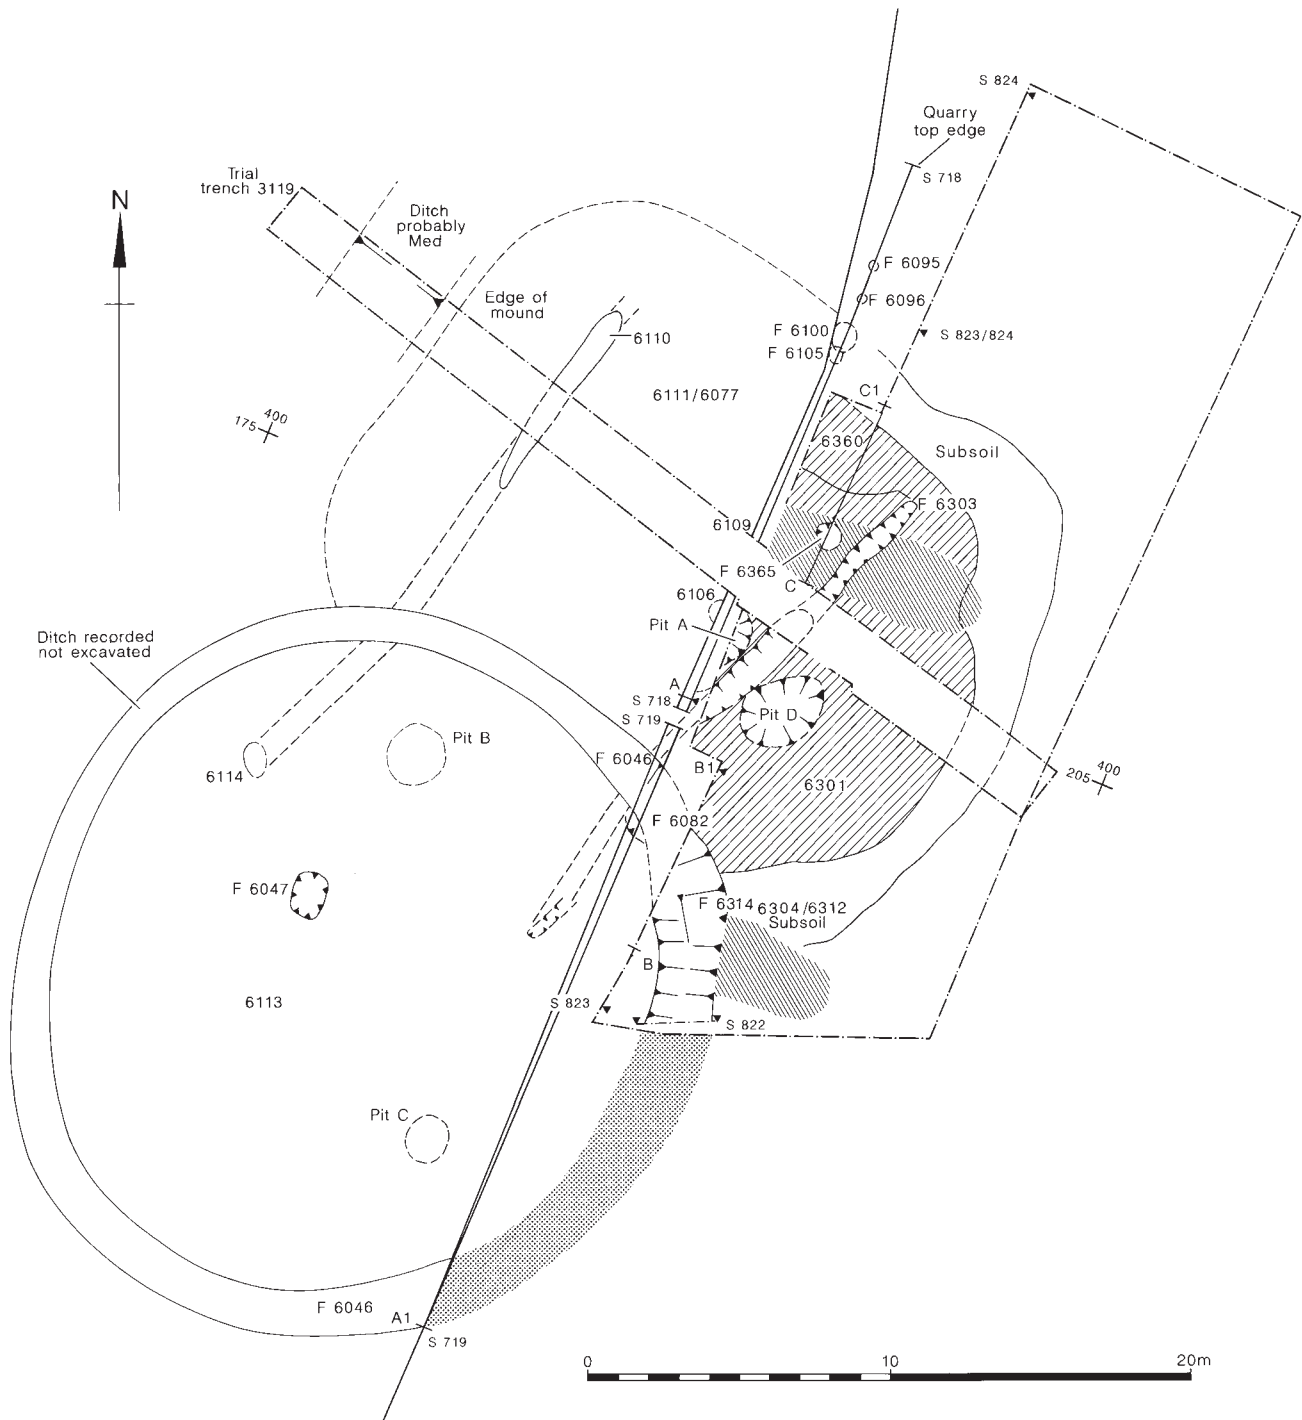 S 824
Quarry
top edge
S 718
Trial
trench 3119
N
Ditch
probably
Med
F 6095
Edge of
mound
F 6096
F 6100
S 823/824
6110
F 6105
C1
6111/6077
175
400
6360
Subsoil
F 6303
6109
F 6365
C
6106
Pit A
Ditch recorded
not excavated
A
S 718
S 719
Pit D
Pit B
F 6046
B1
6114
6301
205
400
F 6082
F 6047
F 6314
6304/6312
Subsoil
B
6113
S 823
S 822
Pit C
F 6046
A1
S 719
0
10
20m